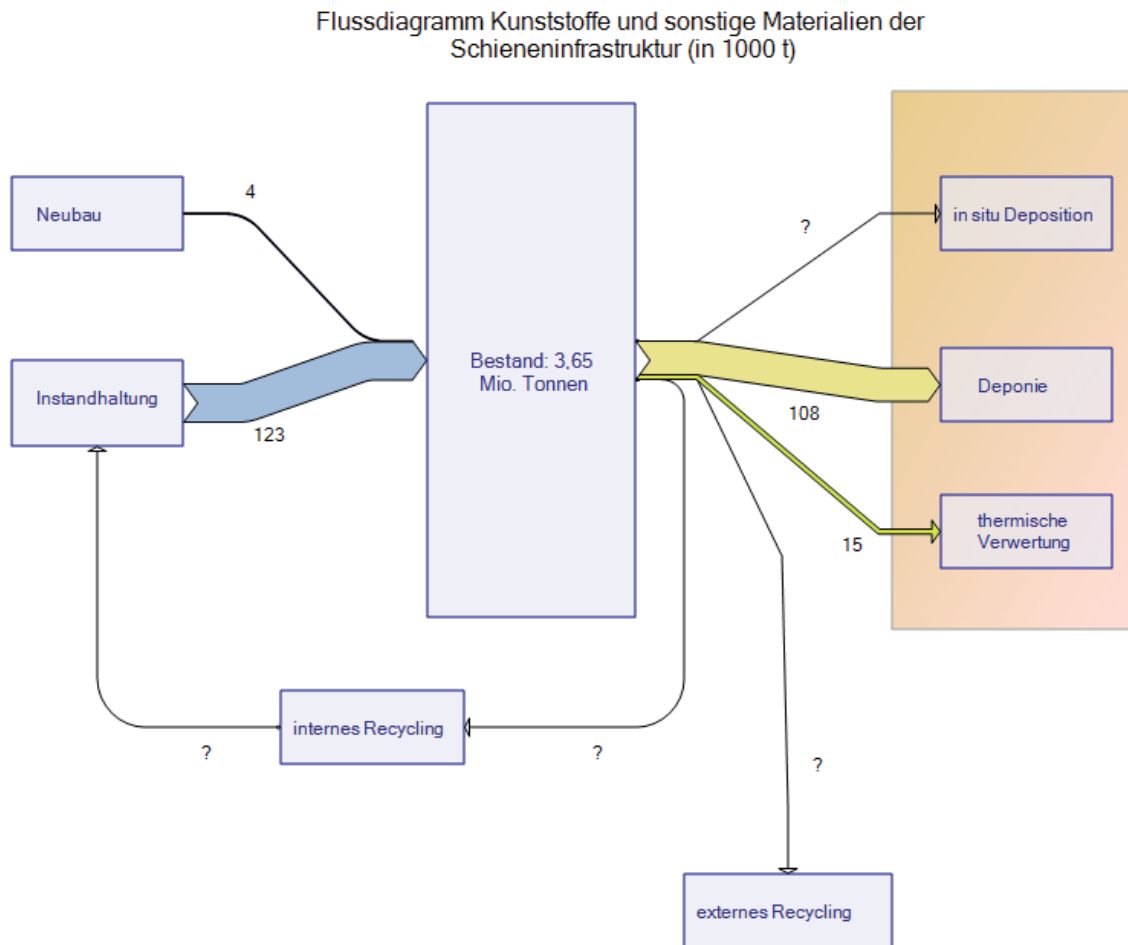 Flussdiagramm Kunststoffe und sonstige Materialien der
Schieneninfrastruktur (in 1000 t)
Neubau
4
?
in situ Deposition
Instandhaltung
123
Bestand: 3,65
Mio. Tonnen
108
Deponie
15
thermische
Verwertung
internes Recycling
?
?
?
externes Recycling